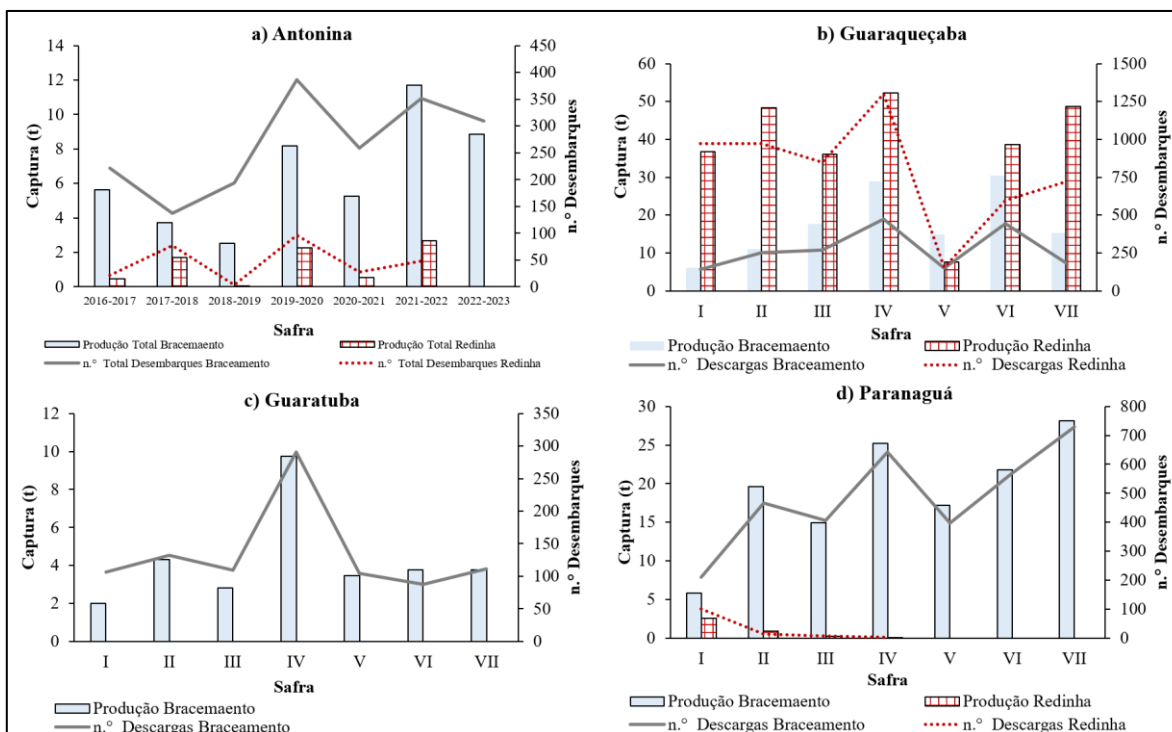 a) Antonina
Captura (t)
14
12
10
8
6
4
2
0
450
400
350
300
250
200
150
100
50
0
n.° Desembarques
2016-2017 2017-2018 2018-2019 2019-2020 2020-2021 2021-2022 2022-2023
Safra
Produção Total Bracemaento Produção Total Redinha
n.° Total Desembarques Braceamento n.° Total Desembarques Redinha
b) Guaraqueçaba
Captura (t)
60
50
40
30
20
10
0
1500
1250
1000
750
500
250
0
n.° Desembarques
I II III IV V VI VII
Safra
Produção Bracemaento Produção Redinha
n.° Descargas Braceamento n.° Descargas Redinha
c) Guaratuba
Captura (t)
12
10
8
6
4
2
0
350
300
250
200
150
100
50
0
n.° Desembarques
I II III IV V VI VII
Safra
Produção Bracemaento
n.° Descargas Braceamento
d) Paranaguá
Captura (t)
30
25
20
15
10
5
0
800
700
600
500
400
300
200
100
0
n.° Desembarques
I II III IV V VI VII
Safra
Produção Bracemaento Produção Redinha
n.° Descargas Braceamento n.° Descargas Redinha